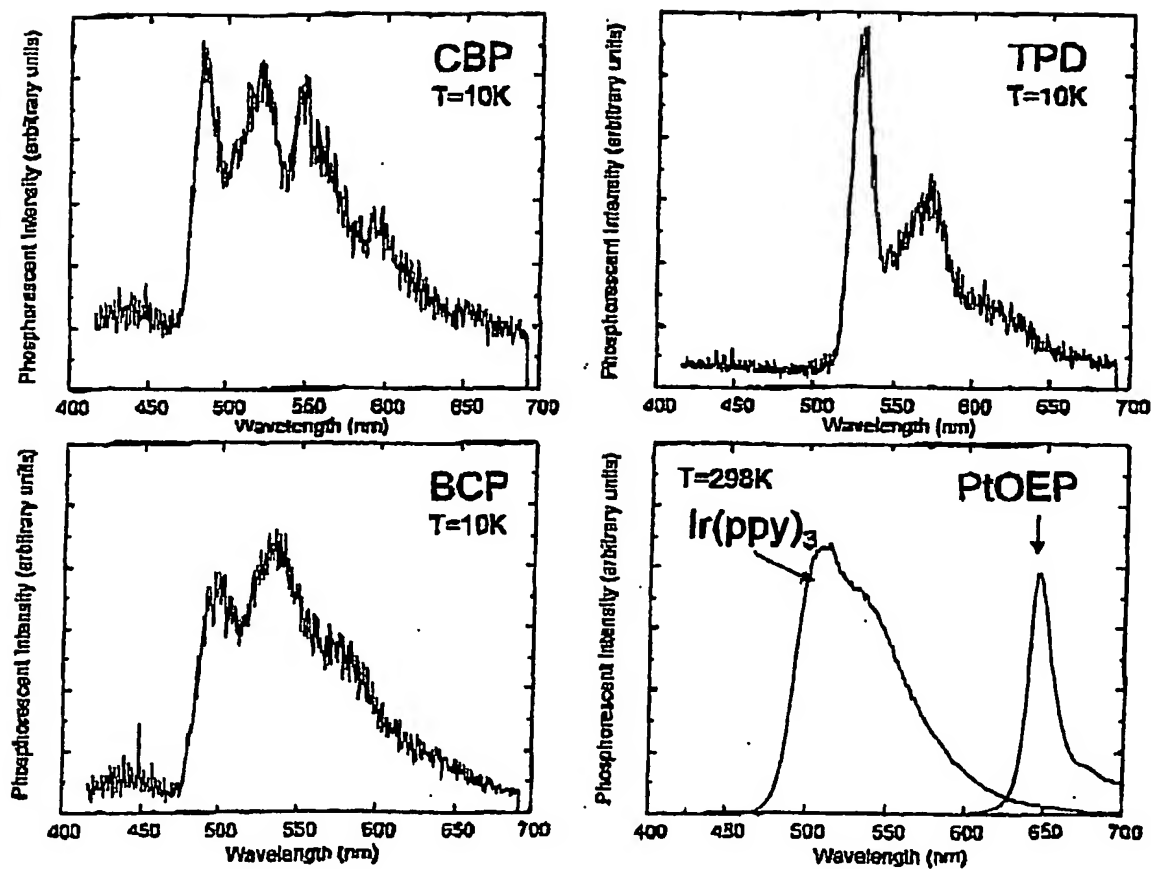 Phosphorescent Intensity (arbitrary units)
CBP
T=10K
400 450 500 550 600 650 700
Wavelength (nm)
Phosphorescent Intensity (arbitrary units)
TPD
T=10K
400 450 500 550 600 650 700
Wavelength (nm)
Phosphorescent Intensity (arbitrary units)
BCP
T=10K
400 450 500 550 600 650 700
Wavelength (nm)
Phosphorescent Intensity (arbitrary units)
T=298K
PtOEP
Ir(ppy)3
400 450 500 550 600 650 700
Wavelength (nm)